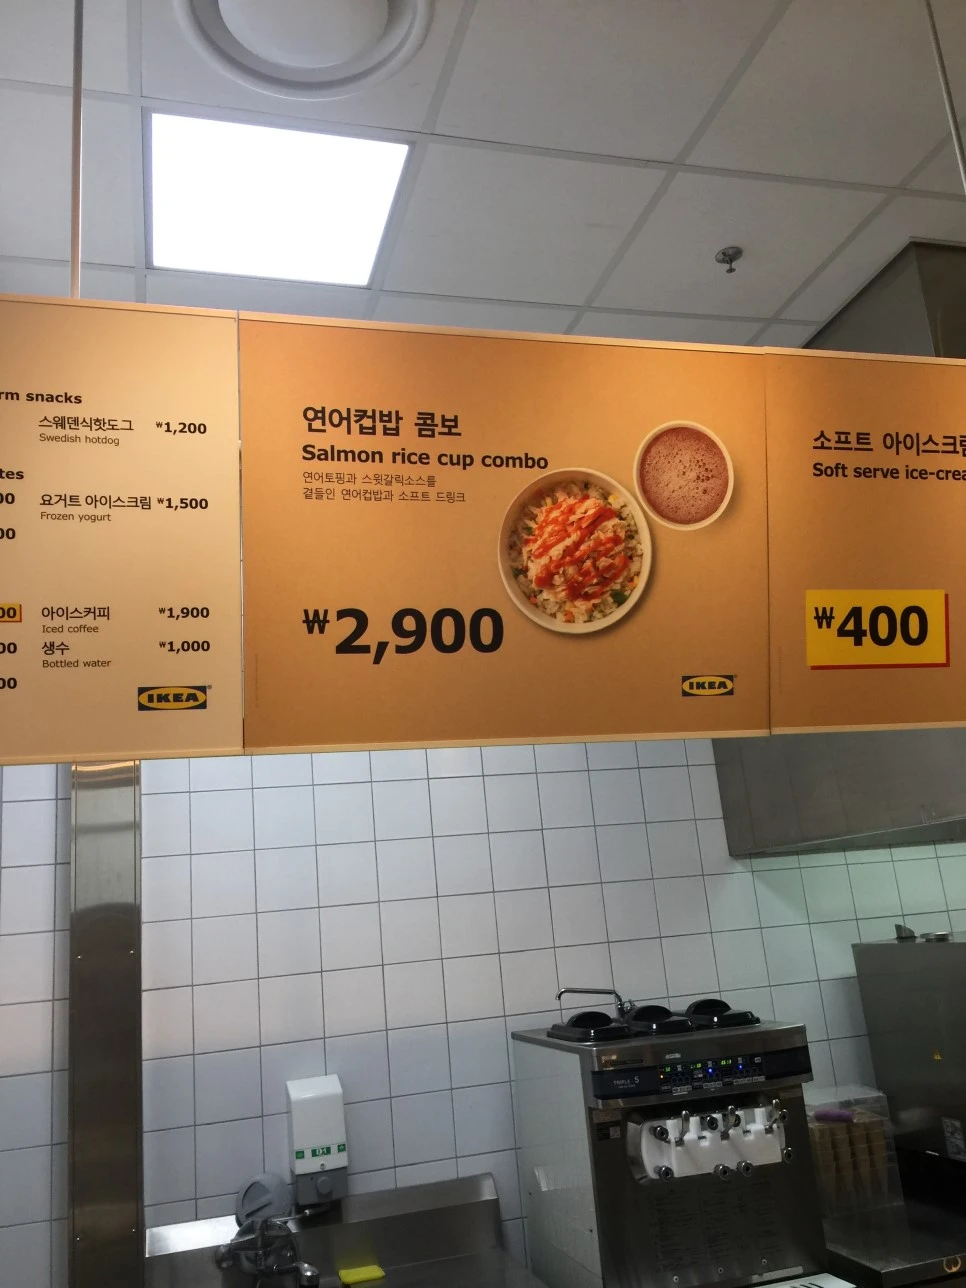 rm snacks
스웨덴식핫도그 ₩1,200
Swedish hotdog
tes
00 요거트 아이스크림 ₩1,500
Frozen yogurt
00
00 아이스커피 ₩1,900
Iced coffee
00 생수 ₩1,000
Bottled water
00
IKEA
연어컵밥 콤보
Salmon rice cup combo
연어토핑과 스윗갈릭소스를
곁들인 연어컵밥과 소프트 드링크
₩2,900
IKEA
소프트 아이스크림
Soft serve ice-crea
₩400
TRIPLE 5